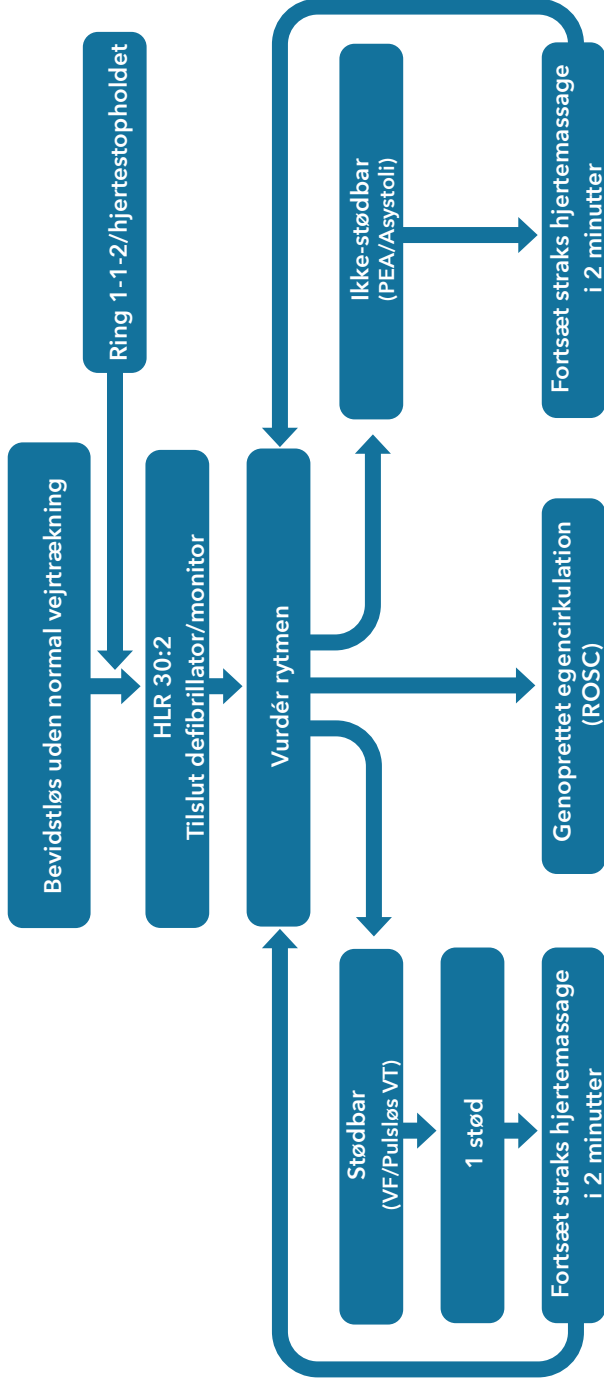 Bevidstløs uden normal vejrtrækning
Ring 1-1-2/hjertestopholdet
HLR 30:2
Tilslut defibrillator/monitor
Vurdér rytmen
Stødbar
(VF/Pulsløs VT)
1 stød
Fortsæt straks hjertemassage
i 2 minutter
Genoprettet egencirkulation
(ROSC)
Ikke-stødbar
(PEA/Asystoli)
Fortsæt straks hjertemassage
i 2 minutter